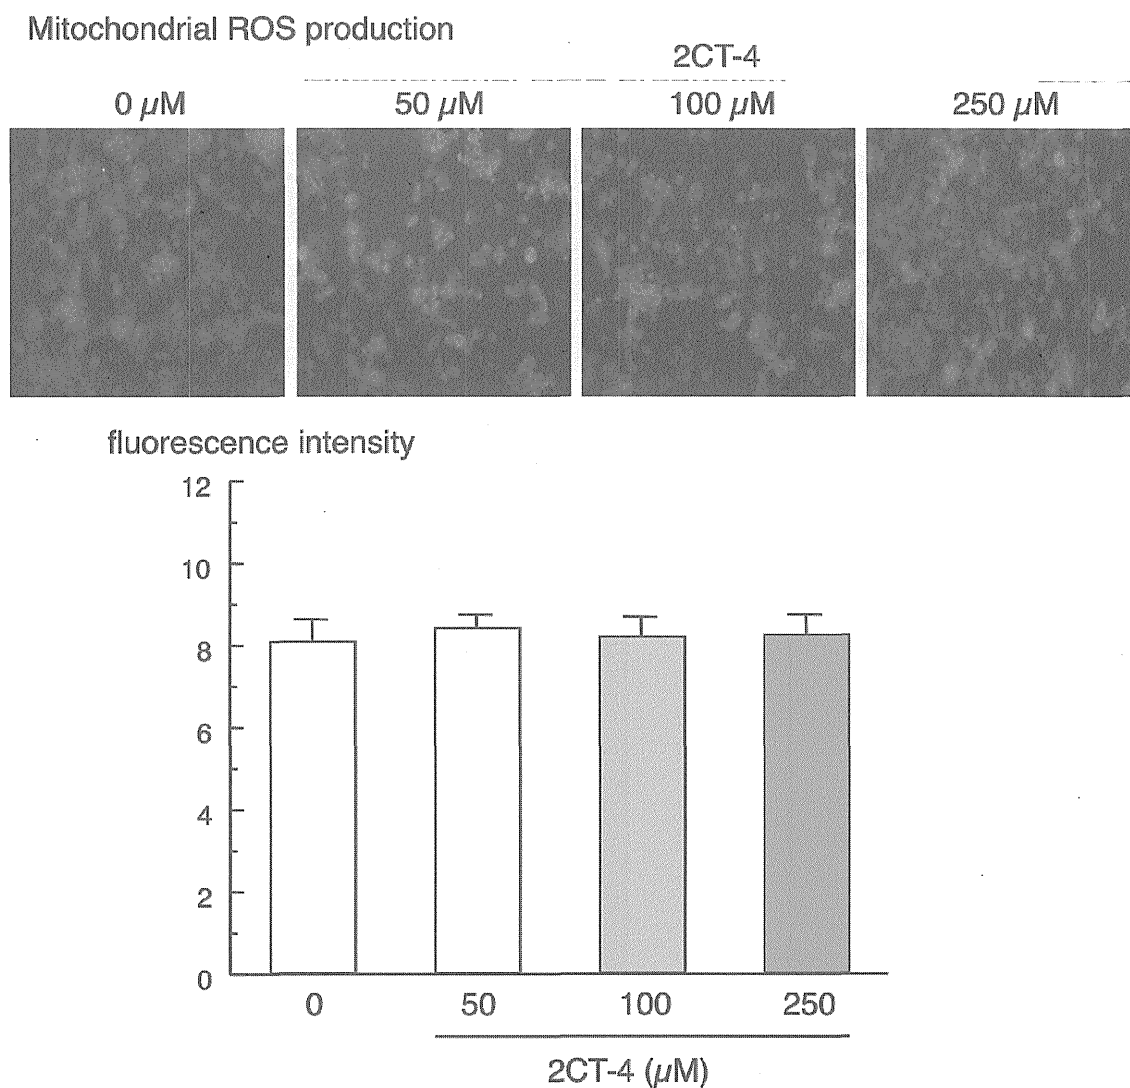 Mitochondrial ROS production
2CT-4
0 µM 50 µM 100 µM 250 µM
fluorescence intensity
12
10
8
6
4
2
0
0 50 100 250
2CT-4 (µM)